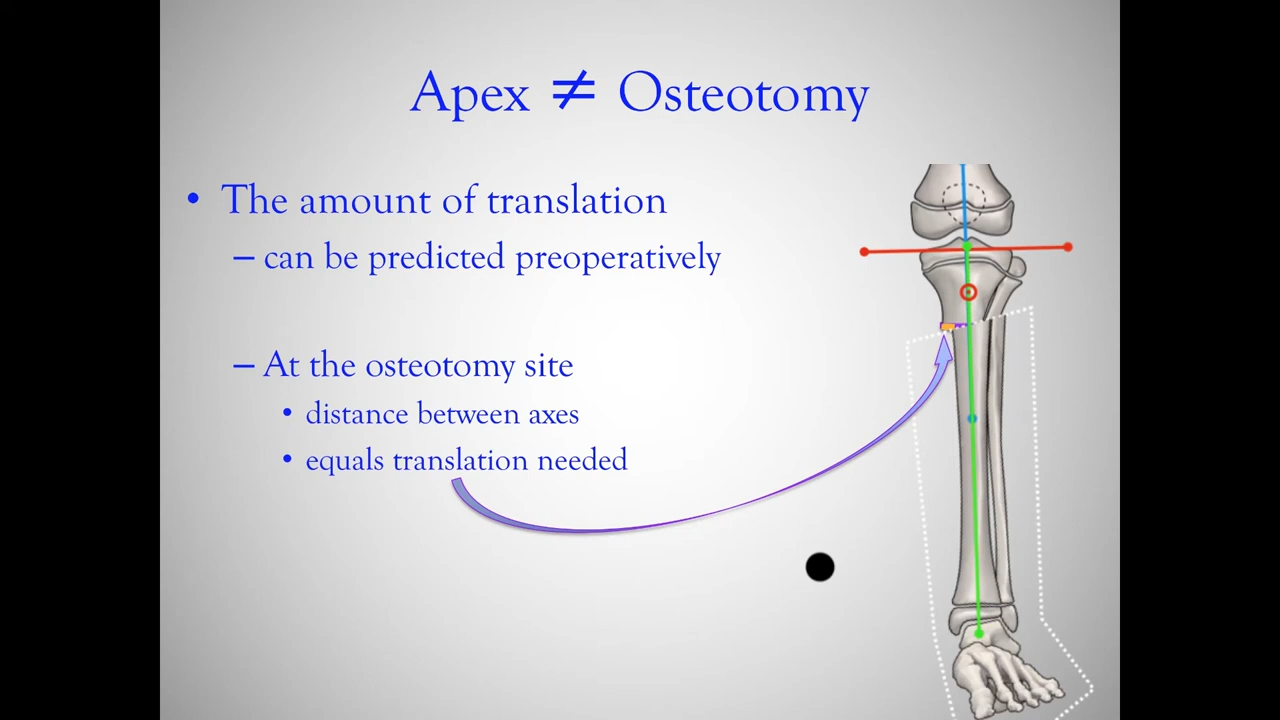 Apex ≠ Osteotomy
• The amount of translation
– can be predicted preoperatively
– At the osteotomy site
• distance between axes
• equals translation needed